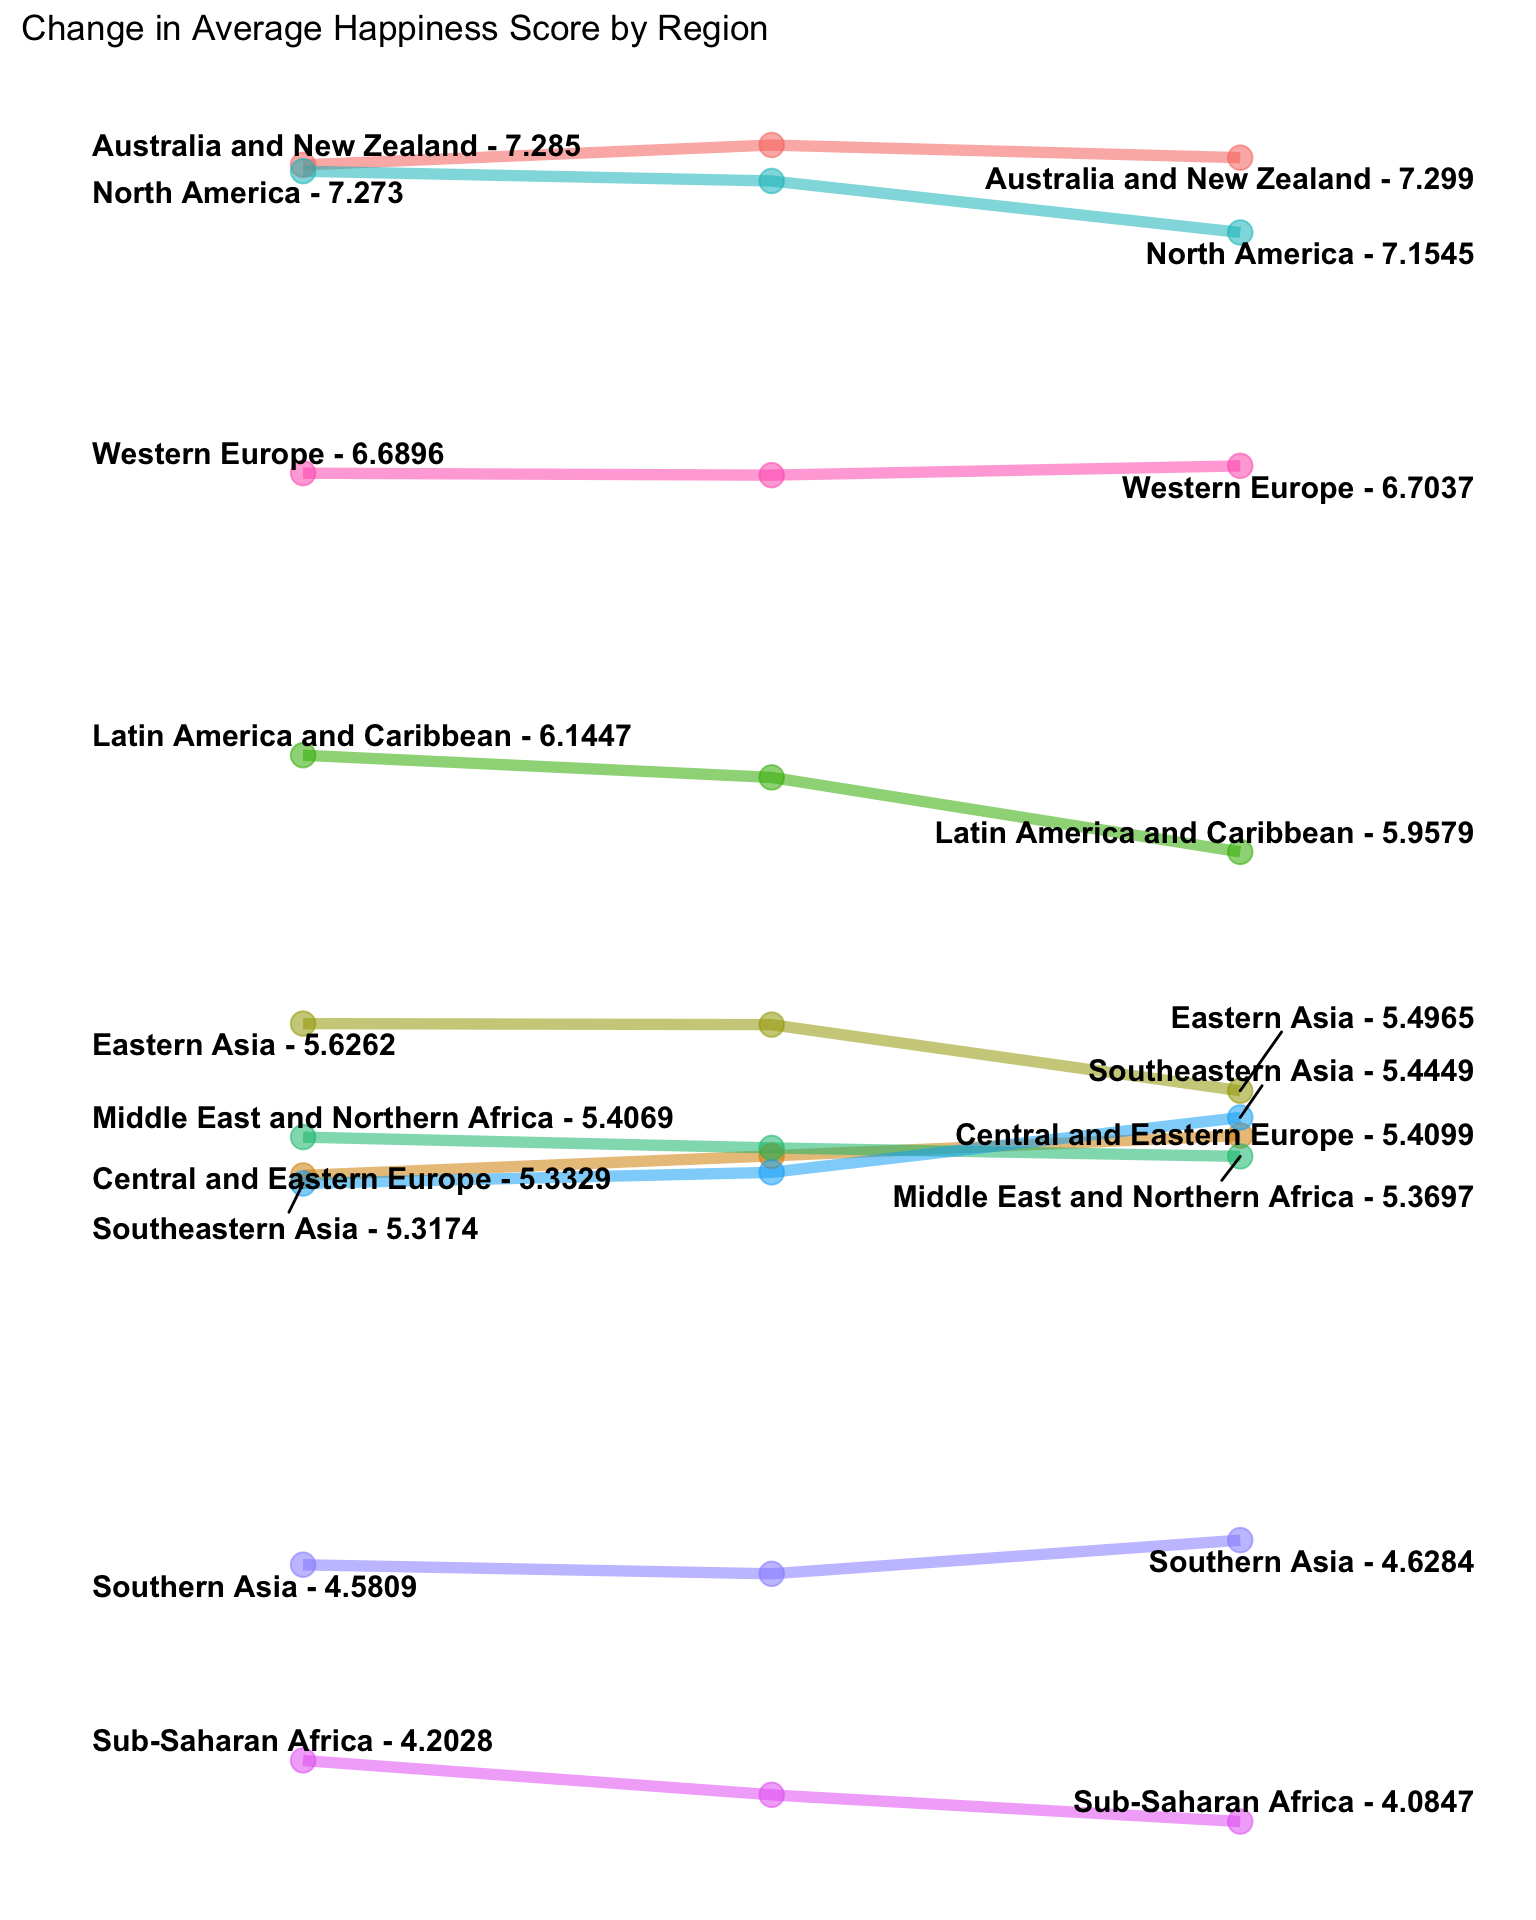 Change in Average Happiness Score by Region
Australia and New Zealand - 7.285
North America - 7.273
Australia and New Zealand - 7.299
North America - 7.1545
Western Europe - 6.6896
Western Europe - 6.7037
Latin America and Caribbean - 6.1447
Latin America and Caribbean - 5.9579
Eastern Asia - 5.6262
Eastern Asia - 5.4965
Southeastern Asia - 5.4449
Middle East and Northern Africa - 5.4069
Central and Eastern Europe - 5.4099
Central and Eastern Europe - 5.3329
Middle East and Northern Africa - 5.3697
Southeastern Asia - 5.3174
Southern Asia - 4.5809
Southern Asia - 4.6284
Sub-Saharan Africa - 4.2028
Sub-Saharan Africa - 4.0847